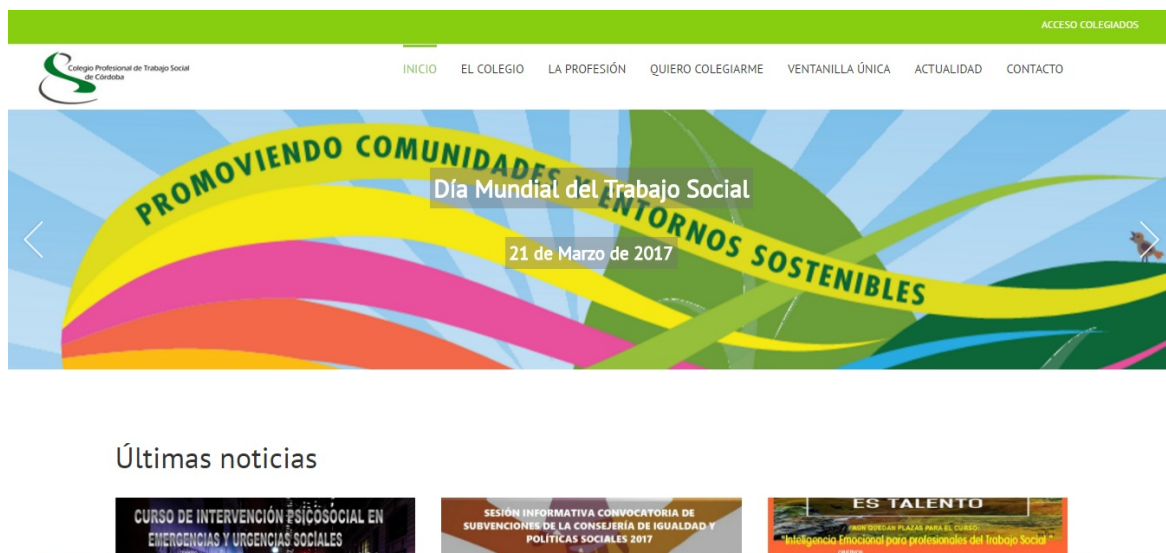 ACCESO COLEGIADOS
Colegio Profesional de Trabajo Social
de Córdoba
INICIO EL COLEGIO LA PROFESIÓN QUIERO COLEGIARME VENTANILLA ÚNICA ACTUALIDAD CONTACTO
PROMOVIENDO COMUNIDADES Y ENTORNOS SOSTENIBLES
Día Mundial del Trabajo Social
21 de Marzo de 2017
Últimas noticias
CURSO DE INTERVENCIÓN PSICOSOCIAL EN
EMERGENCIAS Y URGENCIAS SOCIALES
SESIÓN INFORMATIVA CONVOCATORIA DE
SUBVENCIONES DE LA CONSEJERÍA DE IGUALDAD Y
POLÍTICAS SOCIALES 2017
ES TALENTO
AUN QUEDAN PLAZAS PARA EL CURSO:
"Inteligencia Emocional para profesionales del Trabajo Social"